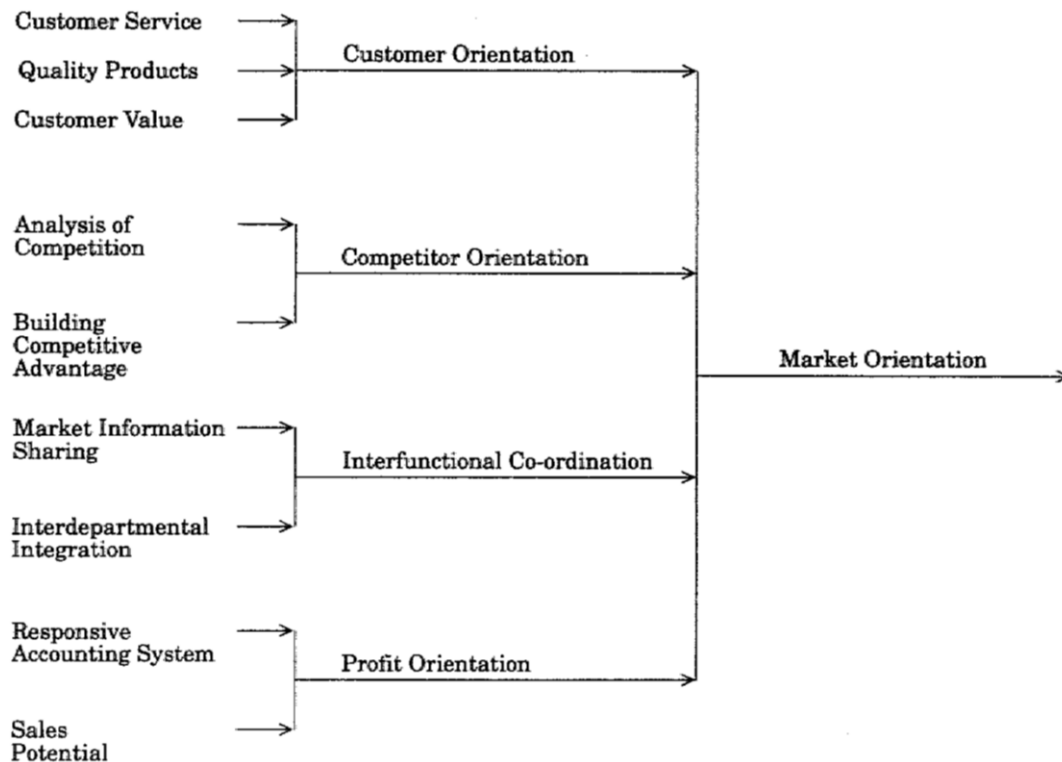 Customer Service
Quality Products
Customer Value
Customer Orientation
Analysis of
Competition
Building
Competitive
Advantage
Competitor Orientation
Market Information
Sharing
Interdepartmental
Integration
Interfunctional Co-ordination
Responsive
Accounting System
Sales
Potential
Profit Orientation
Market Orientation